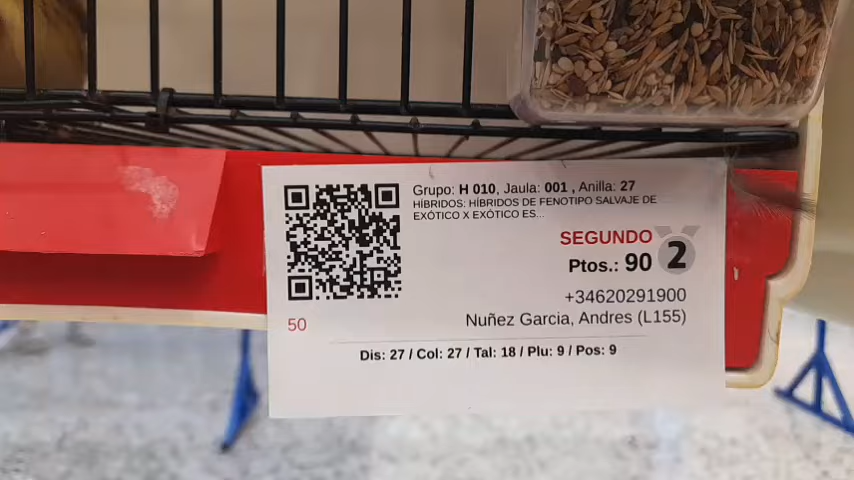 Grupo: H 010, Jaula: 001 , Anilla: 27
HÍBRIDOS: HÍBRIDOS DE FENOTIPO SALVAJE DE
EXÓTICO X EXÓTICO ES...
SEGUNDO
2
Ptos.: 90
+34620291900
50
Nuñez Garcia, Andres (L155)
Dis: 27 / Col: 27 / Tal: 18 / Plu: 9 / Pos: 9